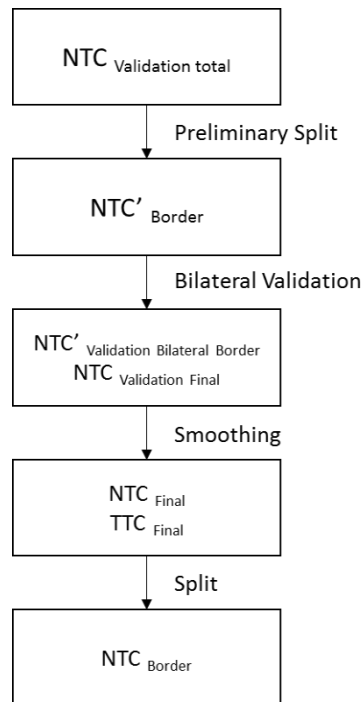 NTC Validation total
Preliminary Split
NTC’ Border
Bilateral Validation
NTC’ Validation Bilateral Border
NTC Validation Final
Smoothing
NTC Final
TTC Final
Split
NTC Border